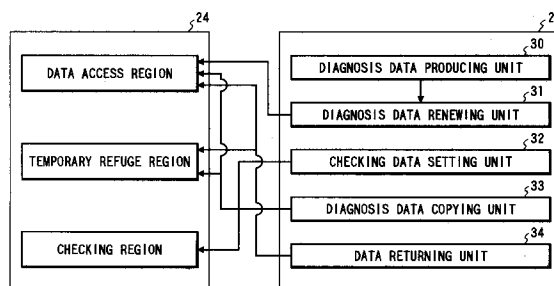 24
DATA ACCESS REGION
TEMPORARY REFUGE REGION
CHECKING REGION
2
30
DIAGNOSIS DATA PRODUCING UNIT
31
DIAGNOSIS DATA RENEWING UNIT
32
CHECKING DATA SETTING UNIT
33
DIAGNOSIS DATA COPYING UNIT
34
DATA RETURNING UNIT